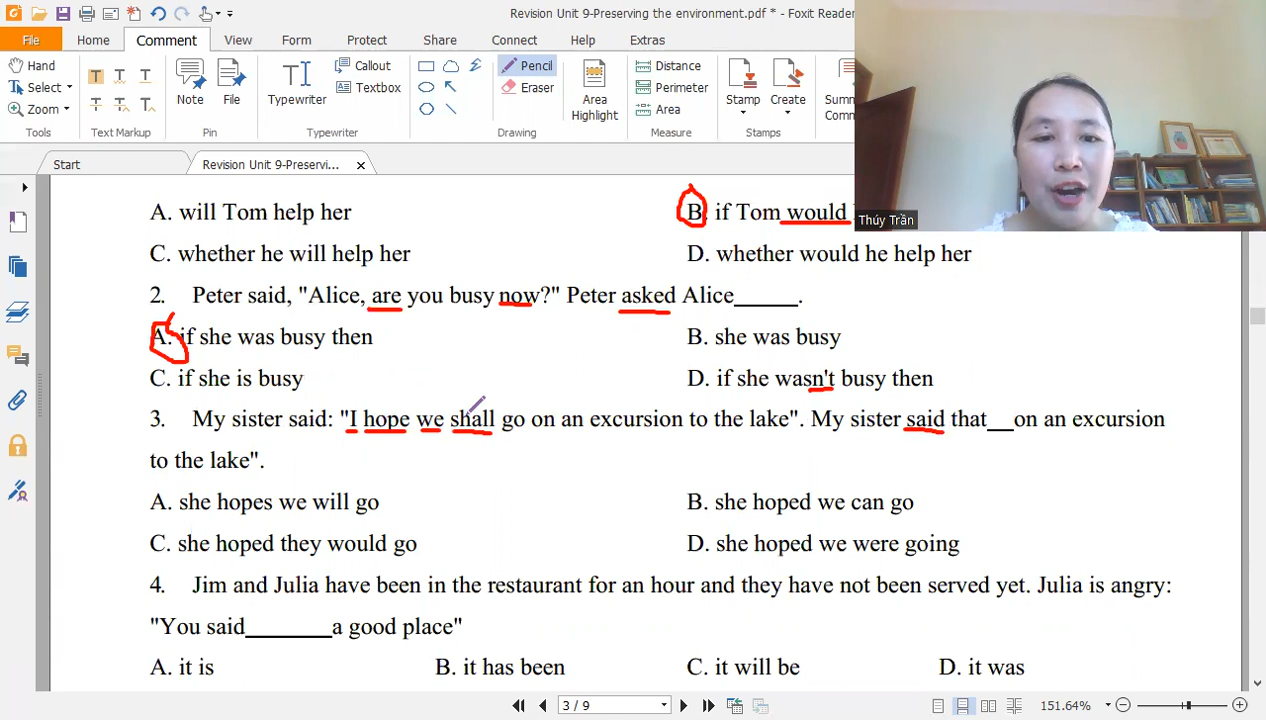 Revision Unit 9-Preserving the environment.pdf * - Foxit Reader
File Home Comment View Form Protect Share Connect Help Extras
Hand Select Zoom Tools
Text Markup
Note File Pin
Typewriter Callout Textbox Typewriter
Pencil Eraser Area Highlight Drawing
Distance Perimeter Area Measure
Stamp Create Stamps
Start Revision Unit 9-Preservi...
Thúy Trần
A. will Tom help her B. if Tom would
C. whether he will help her D. whether would he help her
2. Peter said, "Alice, are you busy now?" Peter asked Alice______.
A. if she was busy then B. she was busy
C. if she is busy D. if she wasn't busy then
3. My sister said: "I hope we shall go on an excursion to the lake". My sister said that__on an excursion
to the lake".
A. she hopes we will go B. she hoped we can go
C. she hoped they would go D. she hoped we were going
4. Jim and Julia have been in the restaurant for an hour and they have not been served yet. Julia is angry:
"You said________a good place"
A. it is B. it has been C. it will be D. it was
3 / 9 151.64%